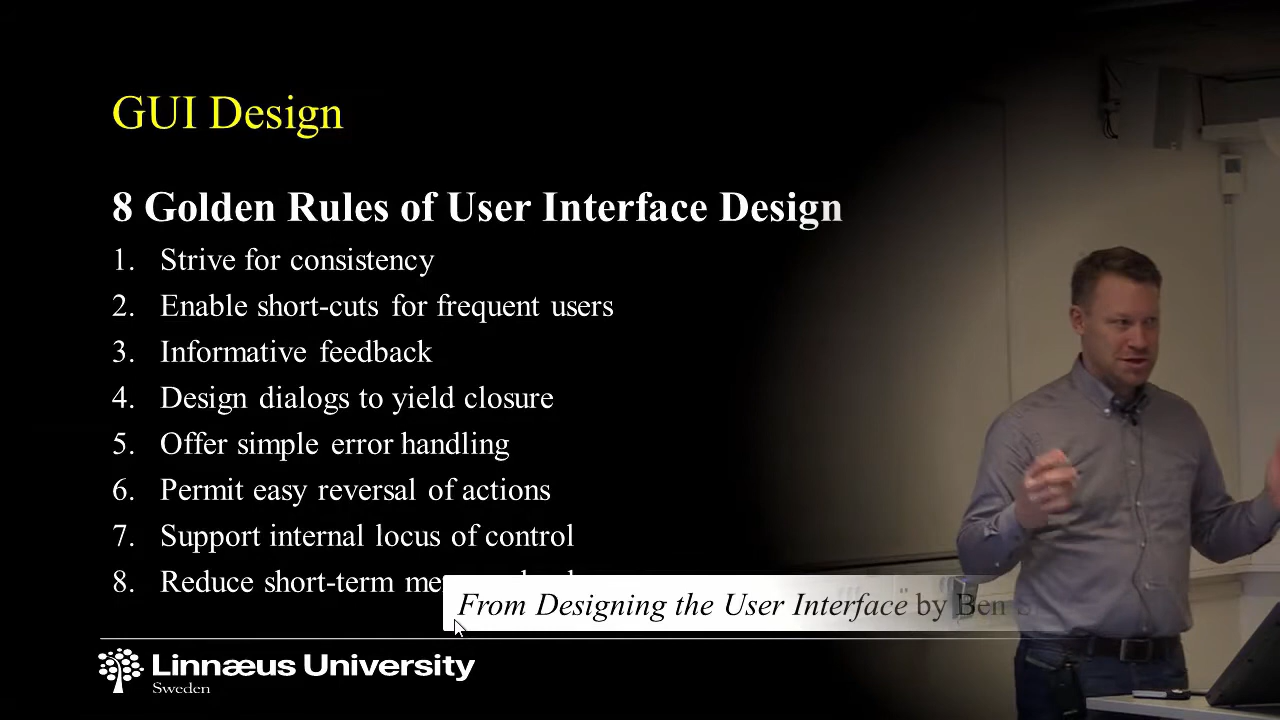 GUI Design
8 Golden Rules of User Interface Design
1. Strive for consistency
2. Enable short-cuts for frequent users
3. Informative feedback
4. Design dialogs to yield closure
5. Offer simple error handling
6. Permit easy reversal of actions
7. Support internal locus of control
8. Reduce short-term
From Designing the User Interface" by Ben
Linnæus University
Sweden